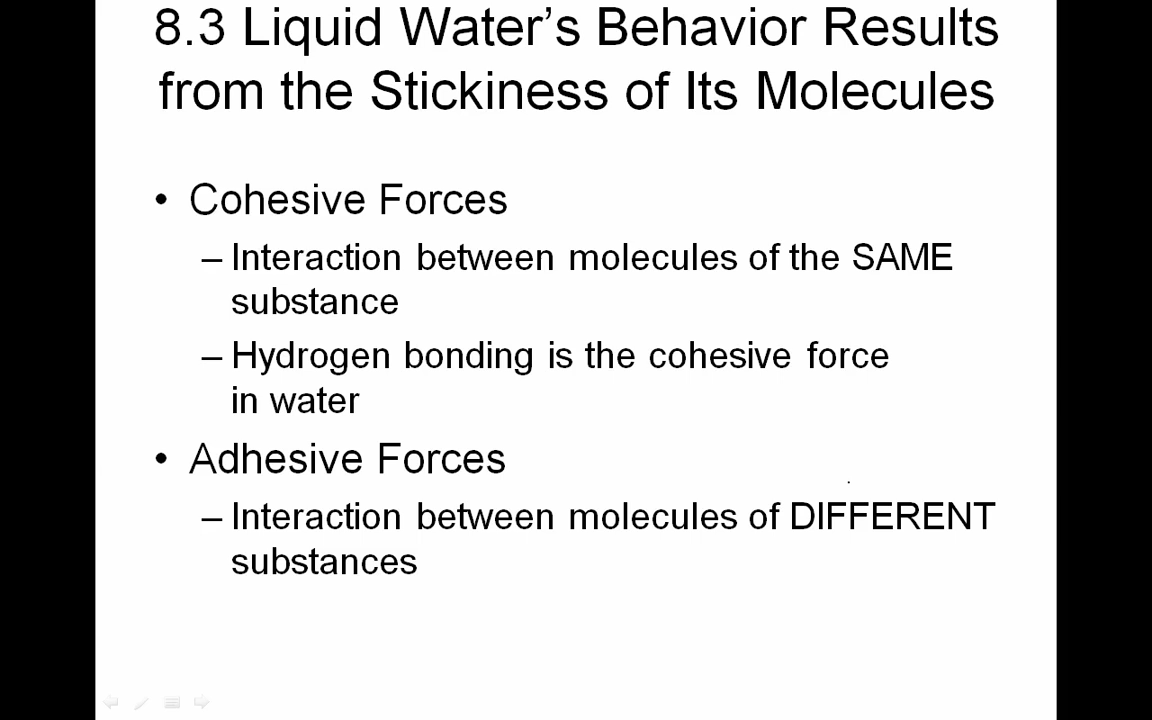 8.3 Liquid Water’s Behavior Results
from the Stickiness of Its Molecules
• Cohesive Forces
– Interaction between molecules of the SAME
substance
– Hydrogen bonding is the cohesive force
in water
• Adhesive Forces
– Interaction between molecules of DIFFERENT
substances